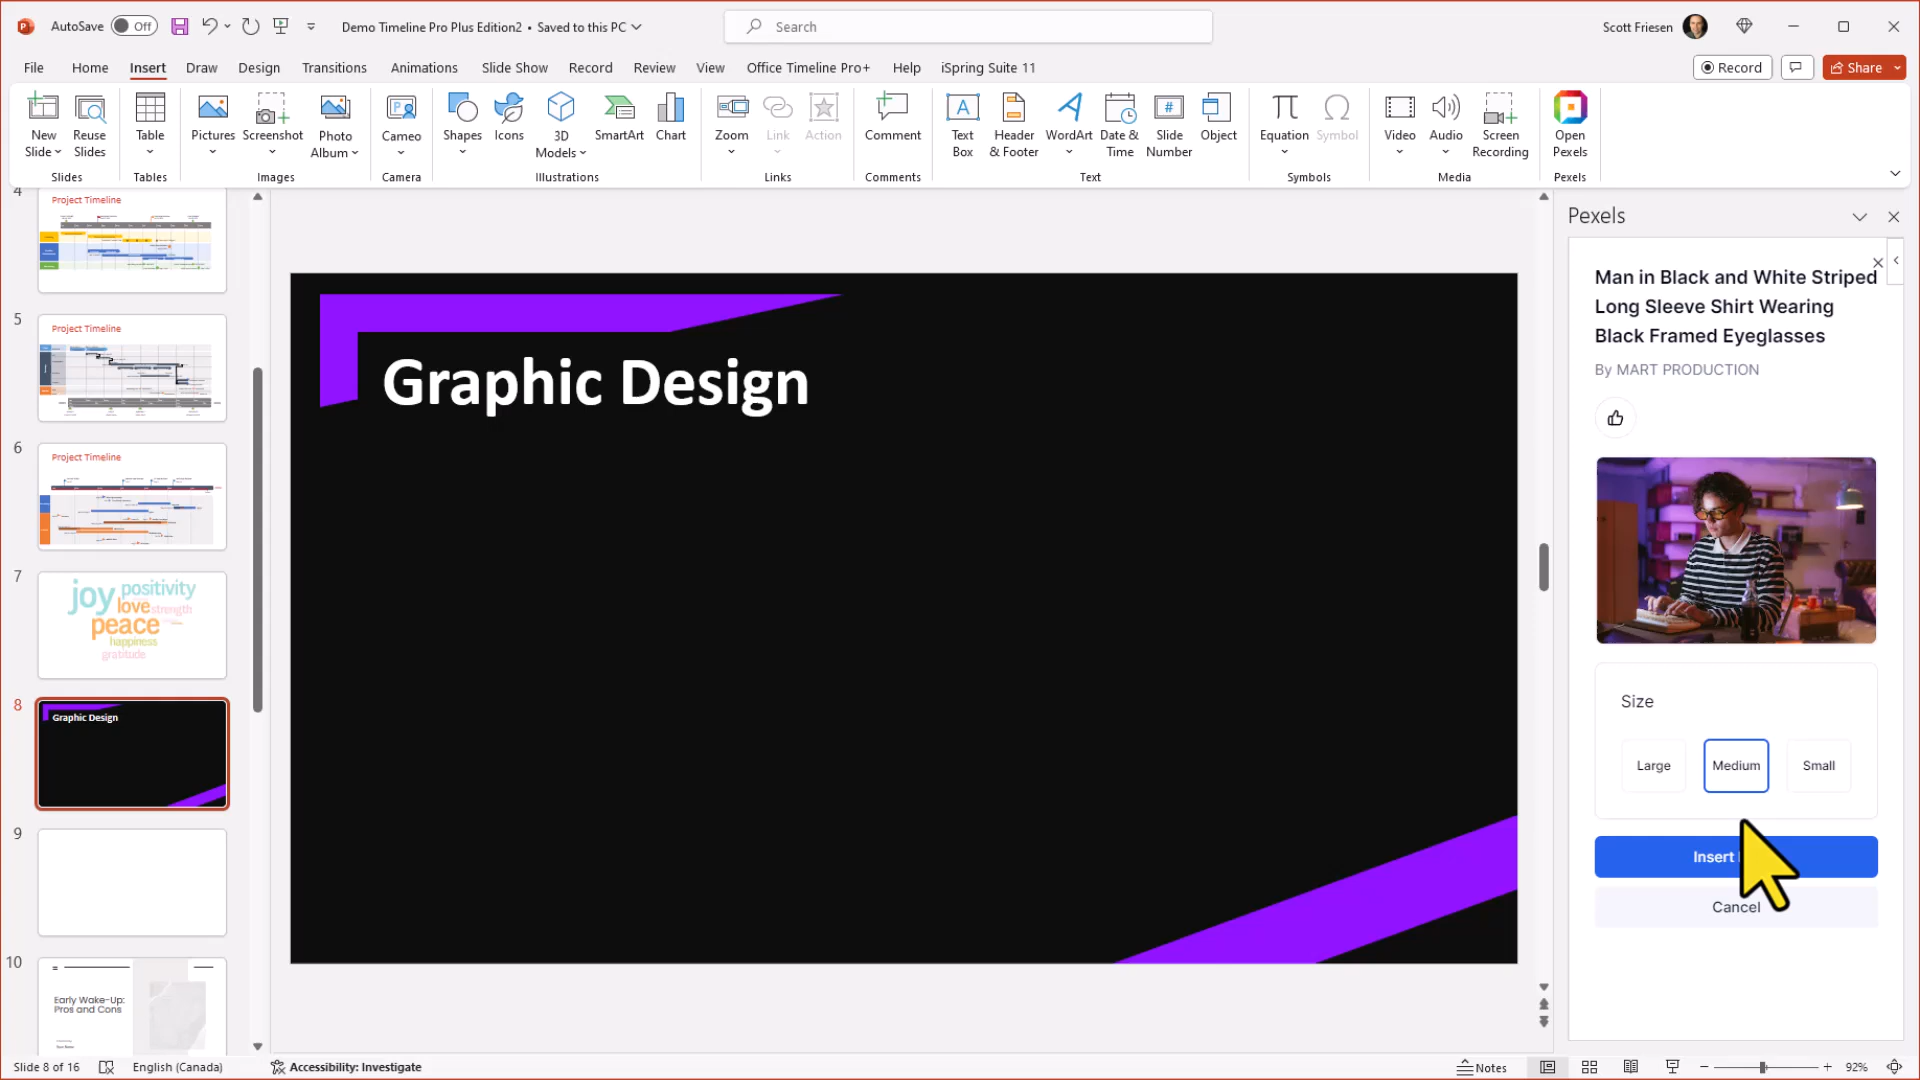 AutoSave Off Demo Timeline Pro Plus Edition2 • Saved to this PC Search Scott Friesen
File Home Insert Draw Design Transitions Animations Slide Show Record Review View Office Timeline Pro+ Help iSpring Suite 11 Record Share
New Slide Reuse Slides Table Pictures Screenshot Photo Album Cameo Shapes Icons 3D Models SmartArt Chart Zoom Link Action Comment Text Box Header & Footer WordArt Date & Time Slide Number Object Equation Symbol Video Audio Screen Recording Open Pexels
Slides Tables Images Camera Illustrations Links Comments Text Symbols Media Pexels
4
Project Timeline
5
Project Timeline
6
Project Timeline
7
joy positivity
love strength
peace
happiness
gratitude
8
Graphic Design
9
10
Early Wake-Up:
Pros and Cons
Graphic Design
Pexels
Man in Black and White Striped
Long Sleeve Shirt Wearing
Black Framed Eyeglasses
By MART PRODUCTION
Size
Large Medium Small
Insert
Cancel
Slide 8 of 16 English (Canada) Accessibility: Investigate Notes 92%